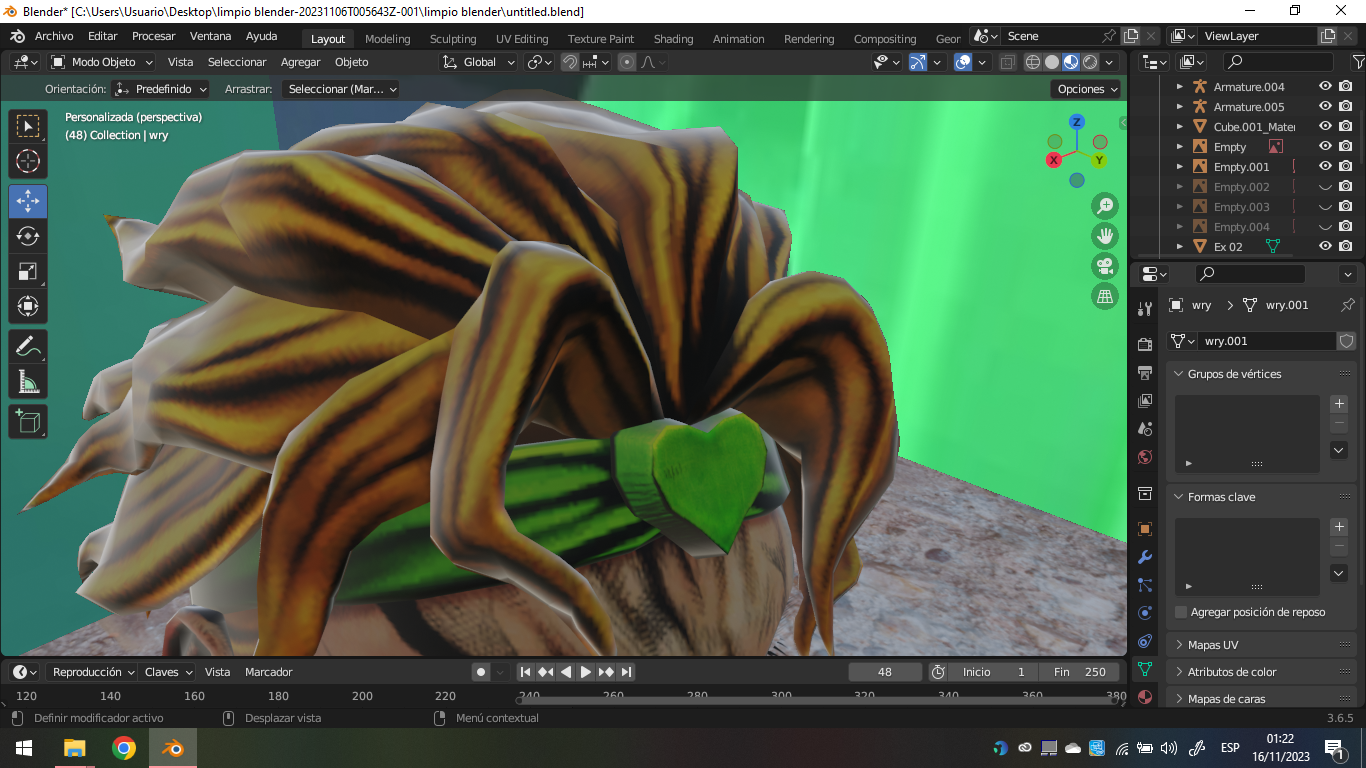 Blender* [C:\Users\Usuario\Desktop\limpio blender-20231106T005643Z-001\limpio blender\untitled.blend]
Archivo Editar Procesar Ventana Ayuda Layout Modeling Sculpting UV Editing Texture Paint Shading Animation Rendering Compositing Geor Scene ViewLayer
Modo Objeto Vista Seleccionar Agregar Objeto Global
Orientación: Predefinido Arrastrar: Seleccionar (Mar... Opciones
Personalizada (perspectiva)
(48) Collection | wry
Z
X
Y
Armature.004
Armature.005
Cube.001_Mater
Empty
Empty.001
Empty.002
Empty.003
Empty.004
Ex 02
wry wry.001
wry.001
Grupos de vértices
Formas clave
Agregar posición de reposo
Mapas UV
Atributos de color
Mapas de caras
Reproducción Claves Vista Marcador 48 Inicio 1 Fin 250
120 140 160 180 200 220 240 260 280 300 320 340 360 380
Definir modificador activo Desplazar vista Menú contextual 3.6.5
ESP 01:22
16/11/2023 1